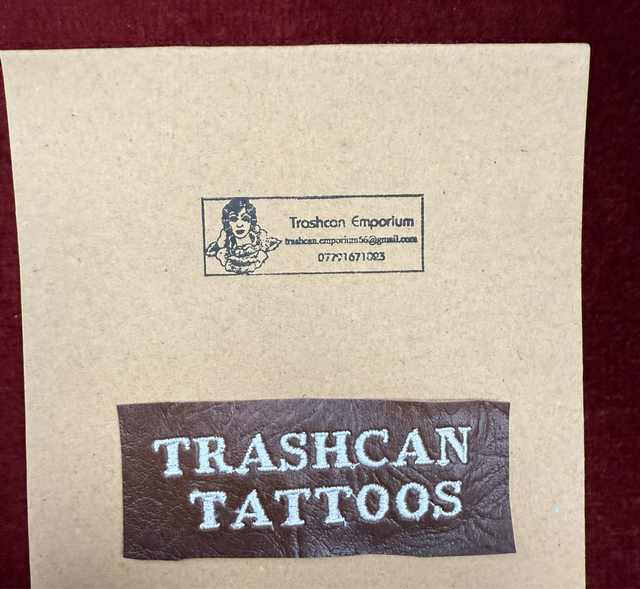 Trashcan Emporium
trashcan.emporium56@gmail.com
TRASHCAN
TATTOOS